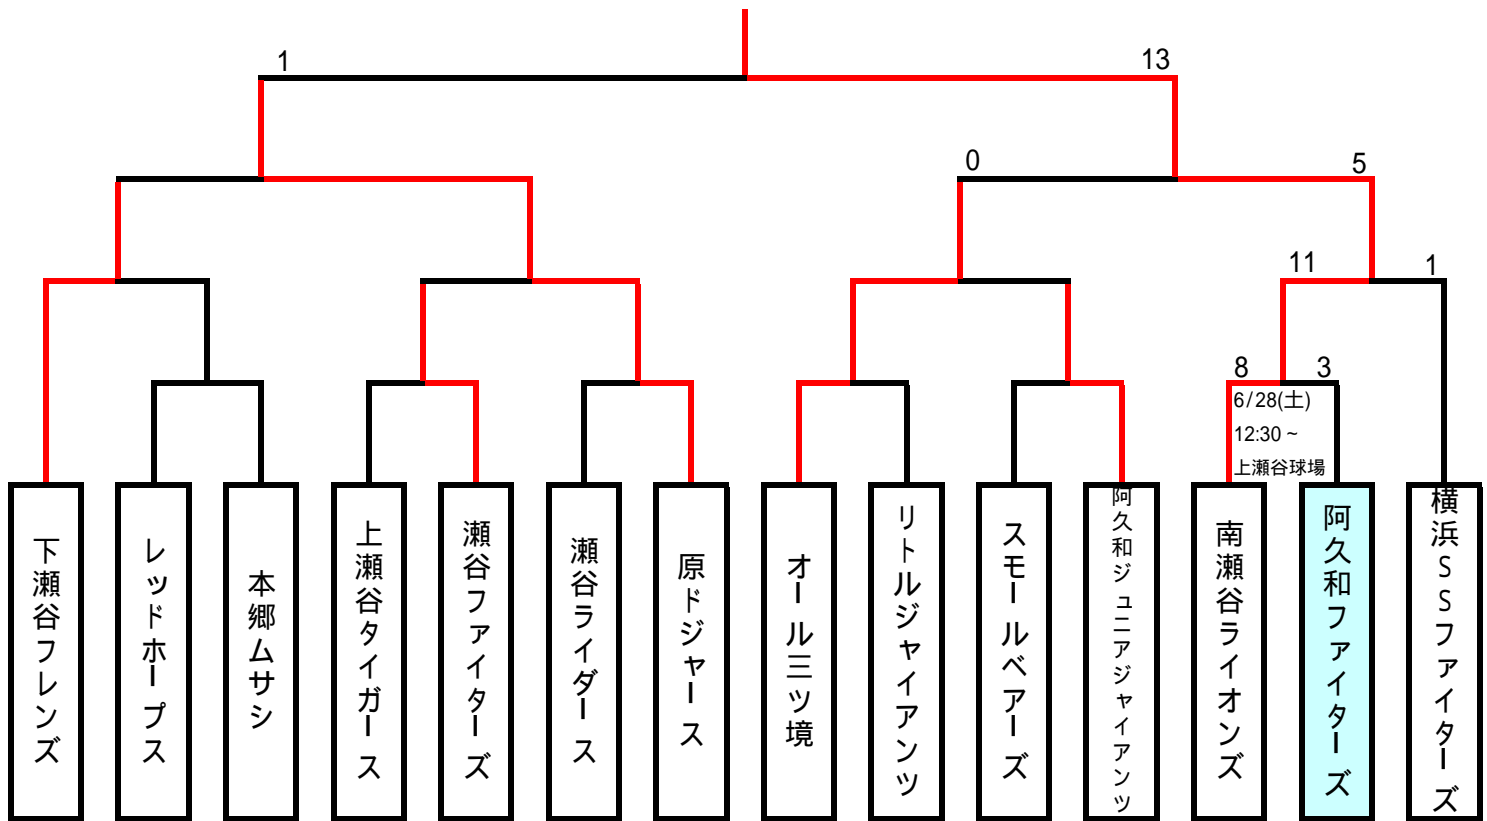 1
13
0
5
11
1
8
3
6/28(土)
12:30～
上瀬谷球場
下瀬谷フレンズ
レッドホープス
本郷ムサシ
上瀬谷タイガース
瀬谷ファイターズ
瀬谷ライダース
原ドジャース
オール三ツ境
リトルジャイアンツ
スモールベアーズ
阿久和ジュニアジャイアンツ
南瀬谷ライオンズ
阿久和ファイターズ
横浜SSファイターズ